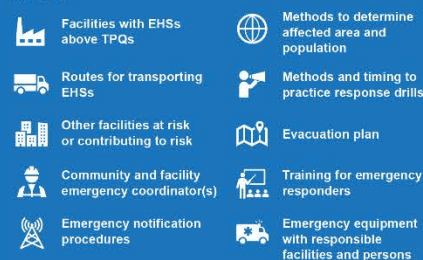 Facilities with EHSs
above TPQs
Routes for transporting
EHSs
Other facilities at risk
or contributing to risk
Community and facility
emergency coordinator(s)
Emergency notification
procedures
Methods to determine
affected area and
population
Methods and timing to
practice response drills
Evacuation plan
Training for emergency
responders
Emergency equipment
with responsible
facilities and persons